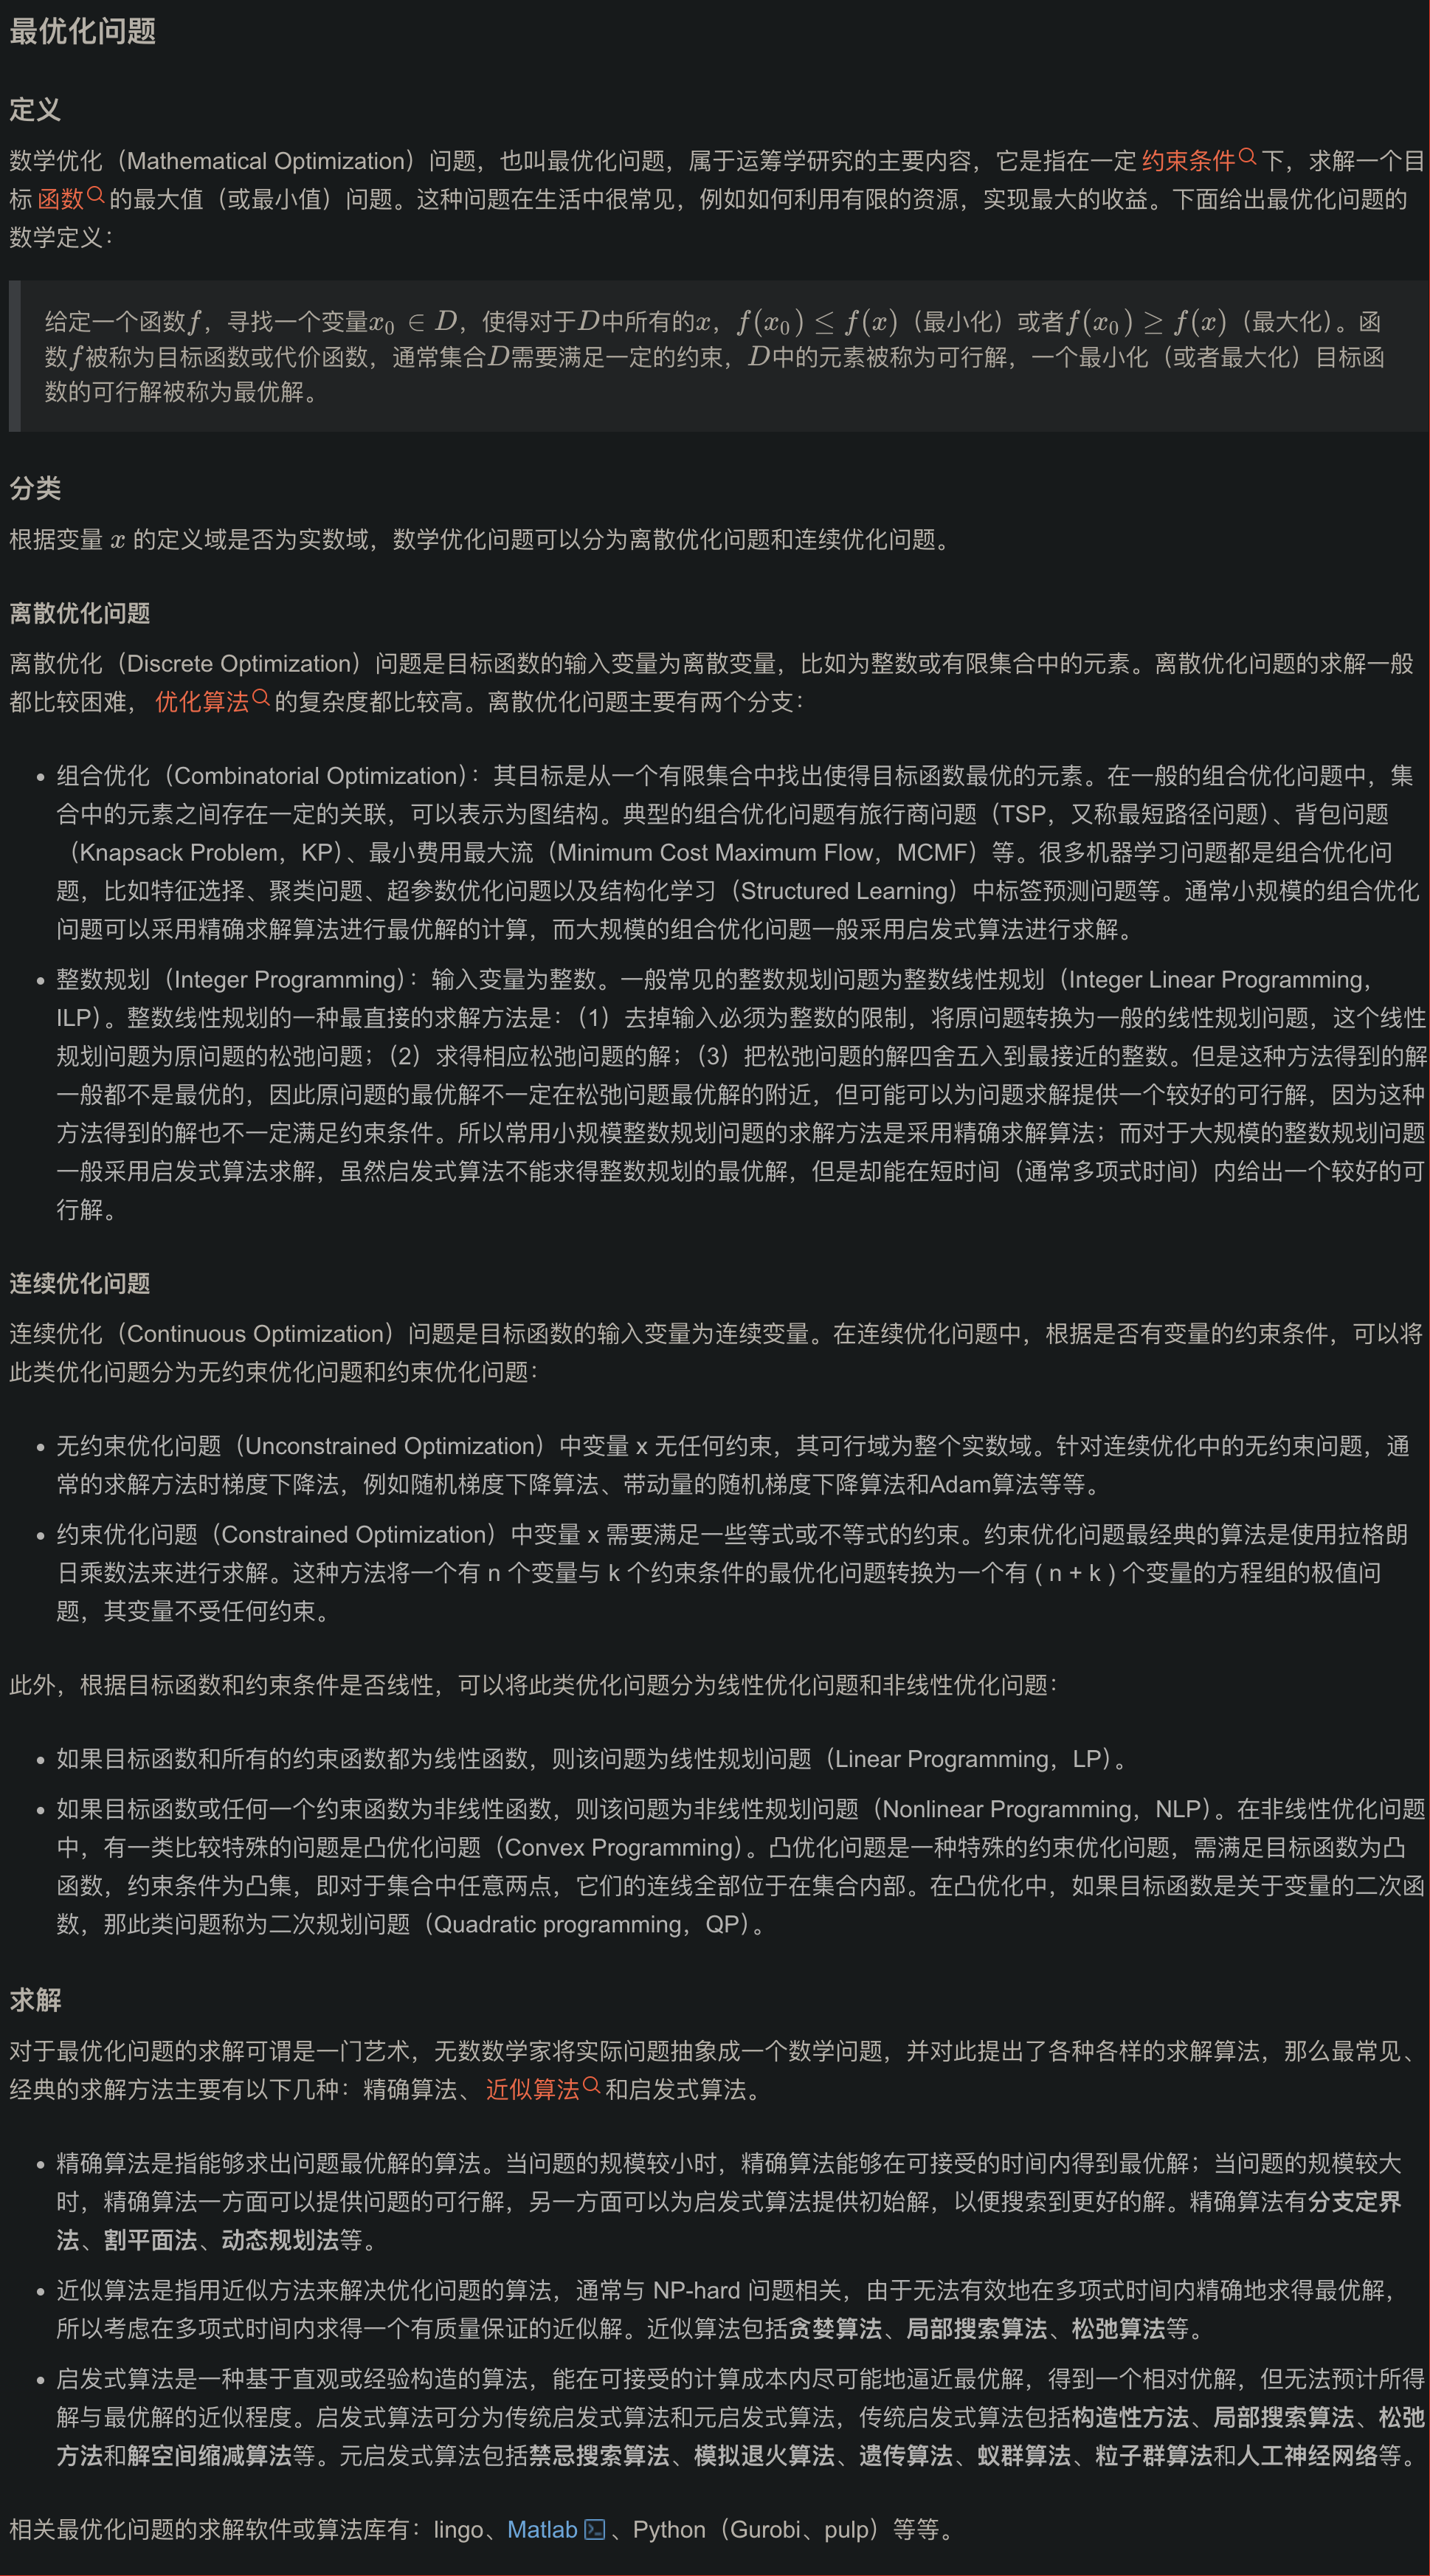 最优化问题
定义
数学优化（Mathematical Optimization）问题，也叫最优化问题，属于运筹学研究的主要内容，它是指在一定 约束条件 下，求解一个目
标 函数 的最大值（或最小值）问题。这种问题在生活中很常见，例如如何利用有限的资源，实现最大的收益。下面给出最优化问题的
数学定义：
给定一个函数f，寻找一个变量x₀ ∈ D，使得对于D中所有的x，f(x₀) ≤ f(x)（最小化）或者f(x₀) ≥ f(x)（最大化）。函
数f被称为目标函数或代价函数，通常集合D需要满足一定的约束，D中的元素被称为可行解，一个最小化（或者最大化）目标函
数的可行解被称为最优解。
分类
根据变量 x 的定义域是否为实数域，数学优化问题可以分为离散优化问题和连续优化问题。
离散优化问题
离散优化（Discrete Optimization）问题是目标函数的输入变量为离散变量，比如为整数或有限集合中的元素。离散优化问题的求解一般
都比较困难， 优化算法 的复杂度都比较高。离散优化问题主要有两个分支：
• 组合优化（Combinatorial Optimization）：其目标是从一个有限集合中找出使得目标函数最优的元素。在一般的组合优化问题中，集
合中的元素之间存在一定的关联，可以表示为图结构。典型的组合优化问题有旅行商问题（TSP，又称最短路径问题）、背包问题
（Knapsack Problem，KP）、最小费用最大流（Minimum Cost Maximum Flow，MCMF）等。很多机器学习问题都是组合优化问
题，比如特征选择、聚类问题、超参数优化问题以及结构化学习（Structured Learning）中标签预测问题等。通常小规模的组合优化
问题可以采用精确求解算法进行最优解的计算，而大规模的组合优化问题一般采用启发式算法进行求解。
• 整数规划（Integer Programming）：输入变量为整数。一般常见的整数规划问题为整数线性规划（Integer Linear Programming，
ILP）。整数线性规划的一种最直接的求解方法是：（1）去掉输入必须为整数的限制，将原问题转换为一般的线性规划问题，这个线性
规划问题为原问题的松弛问题；（2）求得相应松弛问题的解；（3）把松弛问题的解四舍五入到最接近的整数。但是这种方法得到的解
一般都不是最优的，因此原问题的最优解不一定在松弛问题最优解的附近，但可能可以为问题求解提供一个较好的可行解，因为这种
方法得到的解也不一定满足约束条件。所以常用小规模整数规划问题的求解方法是采用精确求解算法；而对于大规模的整数规划问题
一般采用启发式算法求解，虽然启发式算法不能求得整数规划的最优解，但是却能在短时间（通常多项式时间）内给出一个较好的可
行解。
连续优化问题
连续优化（Continuous Optimization）问题是目标函数的输入变量为连续变量。在连续优化问题中，根据是否有变量的约束条件，可以将
此类优化问题分为无约束优化问题和约束优化问题：
• 无约束优化问题（Unconstrained Optimization）中变量 x 无任何约束，其可行域为整个实数域。针对连续优化中的无约束问题，通
常的求解方法时梯度下降法，例如随机梯度下降算法、带动量的随机梯度下降算法和Adam算法等等。
• 约束优化问题（Constrained Optimization）中变量 x 需要满足一些等式或不等式的约束。约束优化问题最经典的算法是使用拉格朗
日乘数法来进行求解。这种方法将一个有 n 个变量与 k 个约束条件的最优化问题转换为一个有 ( n + k ) 个变量的方程组的极值问
题，其变量不受任何约束。
此外，根据目标函数和约束条件是否线性，可以将此类优化问题分为线性优化问题和非线性优化问题：
• 如果目标函数和所有的约束函数都为线性函数，则该问题为线性规划问题（Linear Programming，LP）。
• 如果目标函数或任何一个约束函数为非线性函数，则该问题为非线性规划问题（Nonlinear Programming，NLP）。在非线性优化问题
中，有一类比较特殊的问题是凸优化问题（Convex Programming）。凸优化问题是一种特殊的约束优化问题，需满足目标函数为凸
函数，约束条件为凸集，即对于集合中任意两点，它们的连线全部位于在集合内部。在凸优化中，如果目标函数是关于变量的二次函
数，那此类问题称为二次规划问题（Quadratic programming，QP）。
求解
对于最优化问题的求解可谓是一门艺术，无数数学家将实际问题抽象成一个数学问题，并对此提出了各种各样的求解算法，那么最常见、
经典的求解方法主要有以下几种：精确算法、 近似算法 和启发式算法。
• 精确算法是指能够求出问题最优解的算法。当问题的规模较小时，精确算法能够在可接受的时间内得到最优解；当问题的规模较大
时，精确算法一方面可以提供问题的可行解，另一方面可以为启发式算法提供初始解，以便搜索到更好的解。精确算法有分支定界
法、割平面法、动态规划法等。
• 近似算法是指用近似方法来解决优化问题的算法，通常与 NP-hard 问题相关，由于无法有效地在多项式时间内精确地求得最优解，
所以考虑在多项式时间内求得一个有质量保证的近似解。近似算法包括贪婪算法、局部搜索算法、松弛算法等。
• 启发式算法是一种基于直观或经验构造的算法，能在可接受的计算成本内尽可能地逼近最优解，得到一个相对优解，但无法预计所得
解与最优解的近似程度。启发式算法可分为传统启发式算法和元启发式算法，传统启发式算法包括构造性方法、局部搜索算法、松弛
方法和解空间缩减算法等。元启发式算法包括禁忌搜索算法、模拟退火算法、遗传算法、蚁群算法、粒子群算法和人工神经网络等。
相关最优化问题的求解软件或算法库有：lingo、Matlab 、Python（Gurobi、pulp）等等。